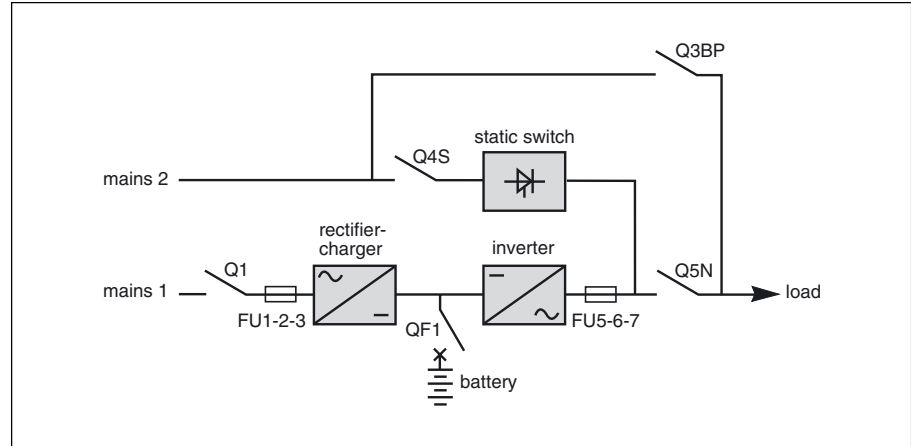 Q3BP
static switch
Q4S
mains 2
rectifier-
charger
inverter
Q1
Q5N
mains 1
load
FU1-2-3
QF1
FU5-6-7
battery